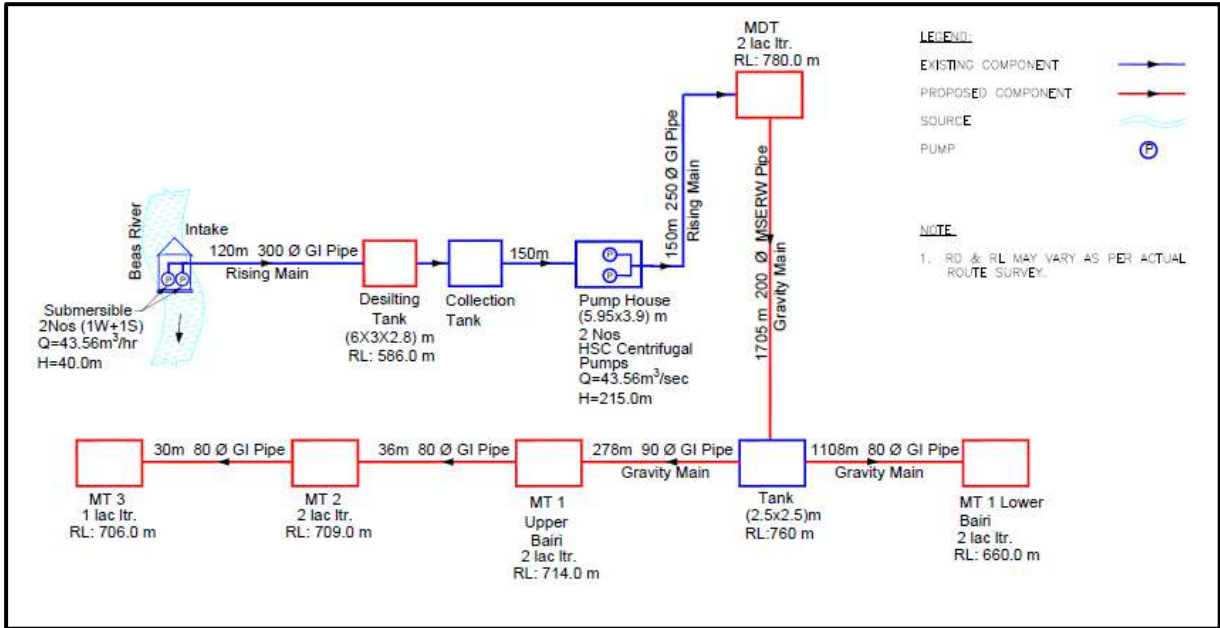 MDT
2 lac ltr.
RL: 780.0 m
LEGEND:
EXISTING COMPONENT
PROPOSED COMPONENT
SOURCE
PUMP
P
NOTE:
1. RD & RL MAY VARY AS PER ACTUAL
ROUTE SURVEY.
Beas River
Intake
P P
Submersible
2Nos (1W+1S)
Q=43.56m³/hr
H=40.0m
120m 300 Ø GI Pipe
Rising Main
Desilting
Tank
(6X3X2.8) m
RL: 586.0 m
Collection
Tank
150m
P
P
Pump House
(5.95x3.9) m
2 Nos
HSC Centrifugal
Pumps
Q=43.56m³/sec
H=215.0m
150m 250 Ø GI Pipe
Rising Main
1705 m 200 Ø MSERW Pipe
Gravity Main
30m 80 Ø GI Pipe
36m 80 Ø GI Pipe
278m 90 Ø GI Pipe
Gravity Main
1108m 80 Ø GI Pipe
Gravity Main
MT 3
1 lac ltr.
RL: 706.0 m
MT 2
2 lac ltr.
RL: 709.0 m
MT 1
Upper
Bairi
2 lac ltr.
RL: 714.0 m
Tank
(2.5x2.5)m
RL:760 m
MT 1 Lower
Bairi
2 lac ltr.
RL: 660.0 m